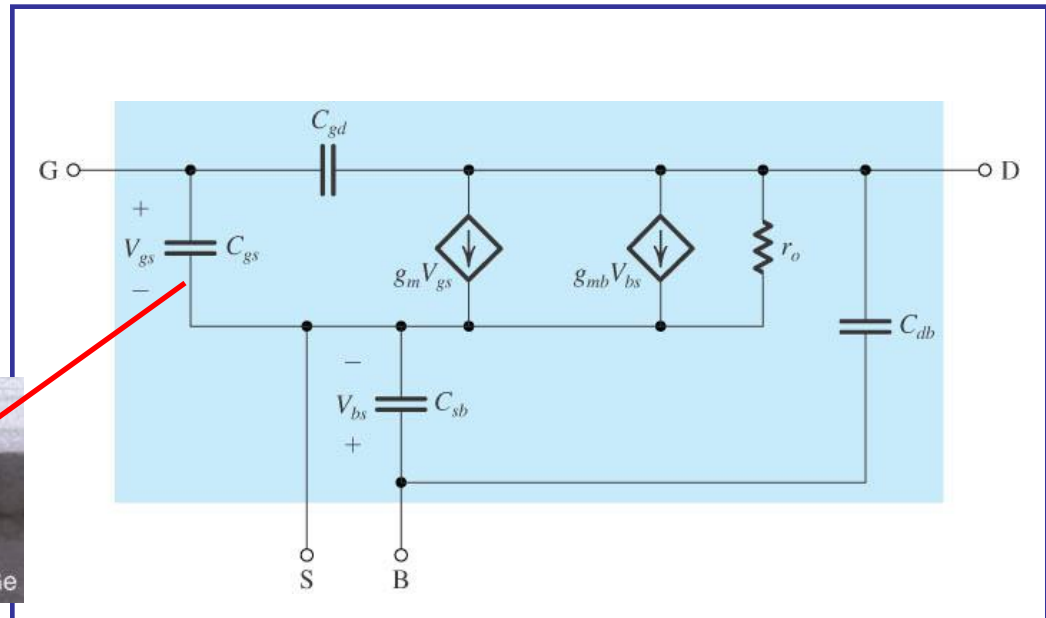 C_gd
G
D
+
V_gs
C_gs
−
g_m V_gs
g_mb V_bs
r_o
C_db
−
V_bs
C_sb
+
S
B